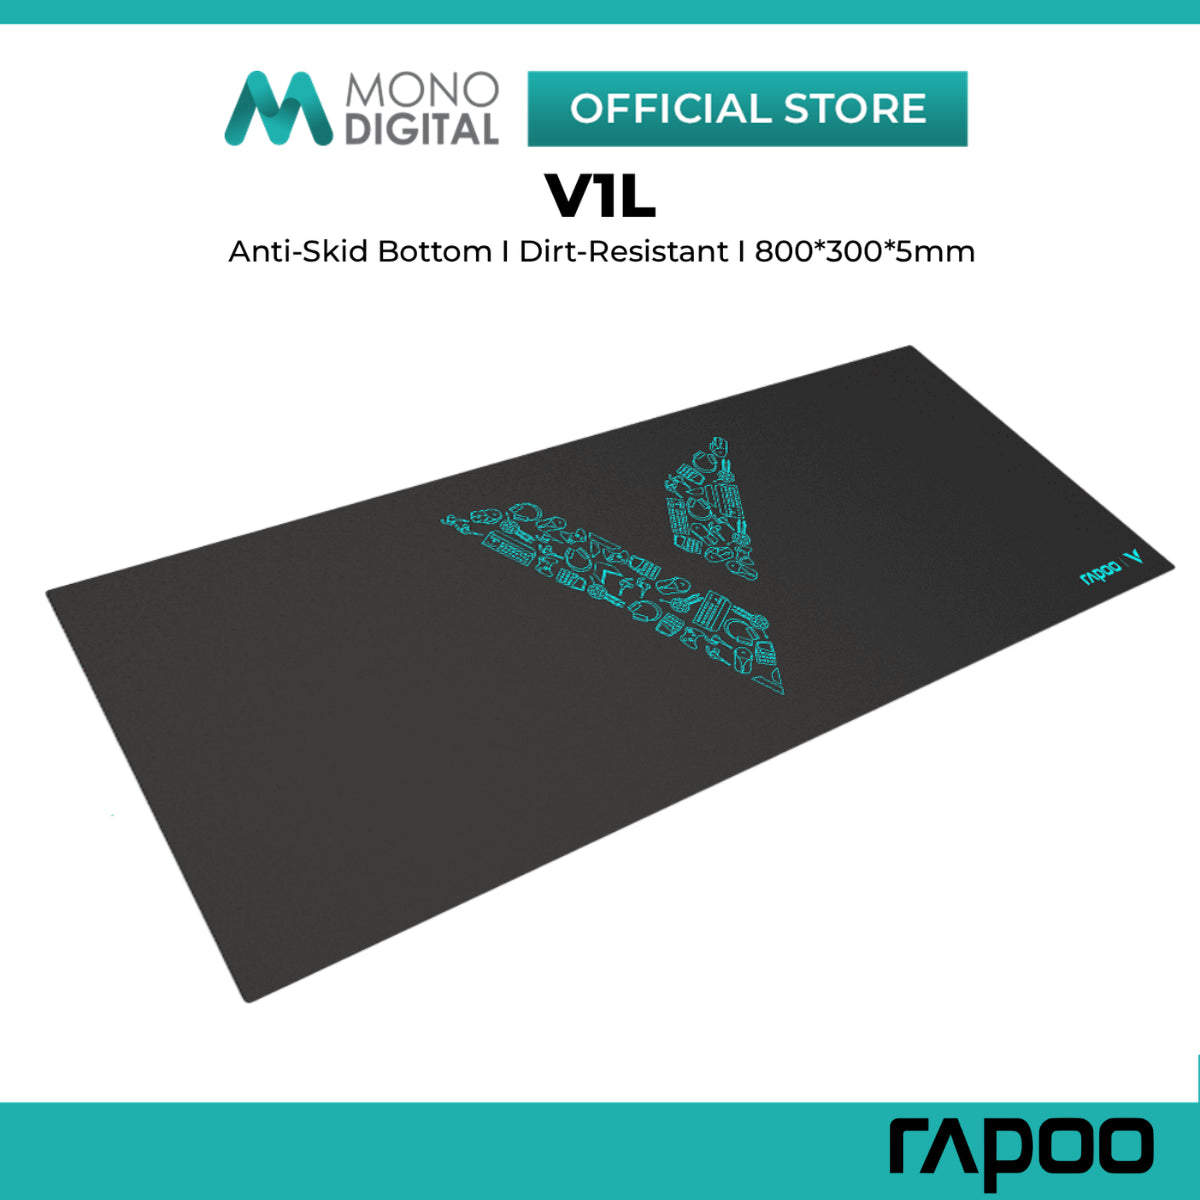 MONO
DIGITAL
OFFICIAL STORE
V1L
Anti-Skid Bottom I Dirt-Resistant I 800*300*5mm
rapoo | V
rapoo